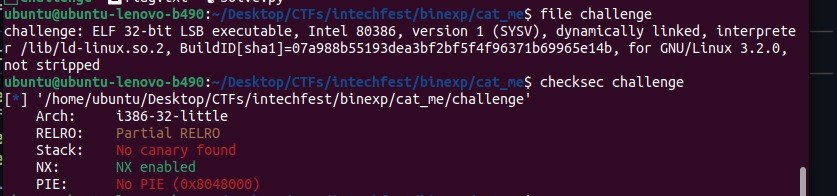 ubuntu@ubuntu-lenovo-b490:~/Desktop/CTFs/intechfest/binexp/cat_me$ file challenge
challenge: ELF 32-bit LSB executable, Intel 80386, version 1 (SYSV), dynamically linked, interprete
r /lib/ld-linux.so.2, BuildID[sha1]=07a988b55193dea3bf2bf5f4f96371b69965e14b, for GNU/Linux 3.2.0,
not stripped
ubuntu@ubuntu-lenovo-b490:~/Desktop/CTFs/intechfest/binexp/cat_me$ checksec challenge
[*] '/home/ubuntu/Desktop/CTFs/intechfest/binexp/cat_me/challenge'
Arch: i386-32-little
RELRO: Partial RELRO
Stack: No canary found
NX: NX enabled
PIE: No PIE (0x8048000)